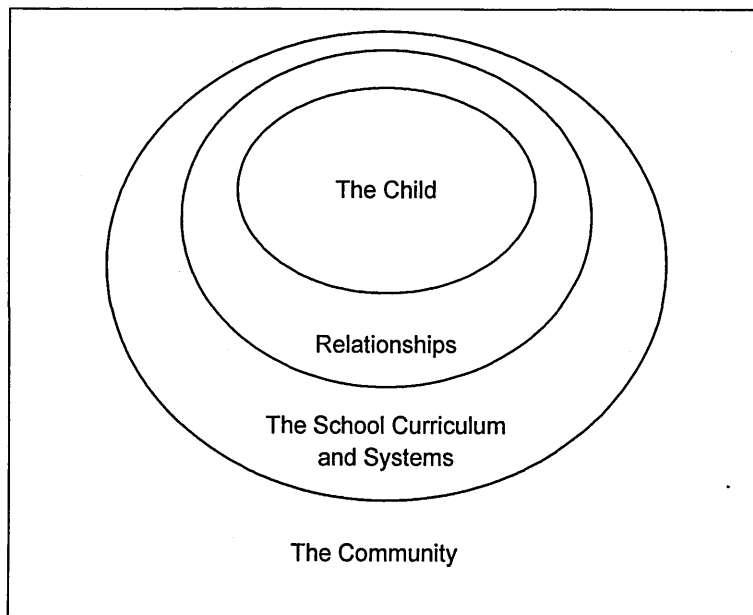 The Child
Relationships
The School Curriculum
and Systems
The Community